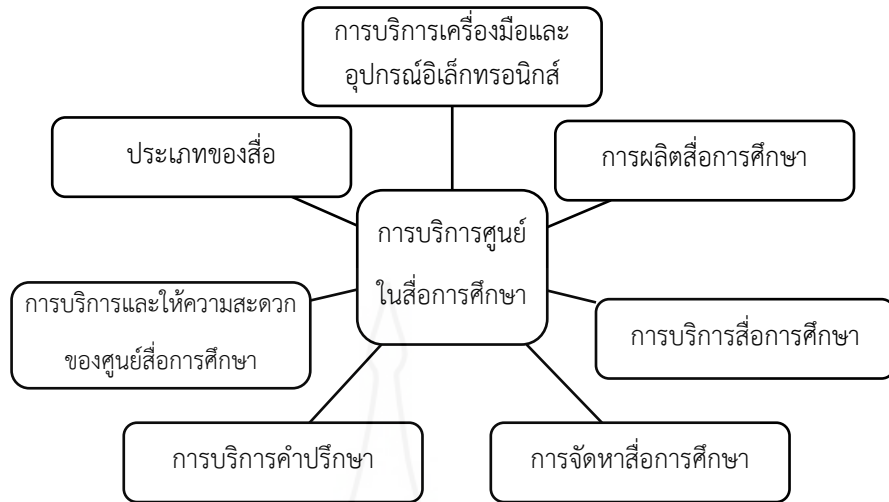 การบริการเครื่องมือและ
อุปกรณ์อิเล็กทรอนิกส์
ประเภทของสื่อ
การผลิตสื่อการศึกษา
การบริการศูนย์
ในสื่อการศึกษา
การบริการและให้ความสะดวก
ของศูนย์สื่อการศึกษา
การบริการสื่อการศึกษา
การบริการคำปรึกษา
การจัดหาสื่อการศึกษา